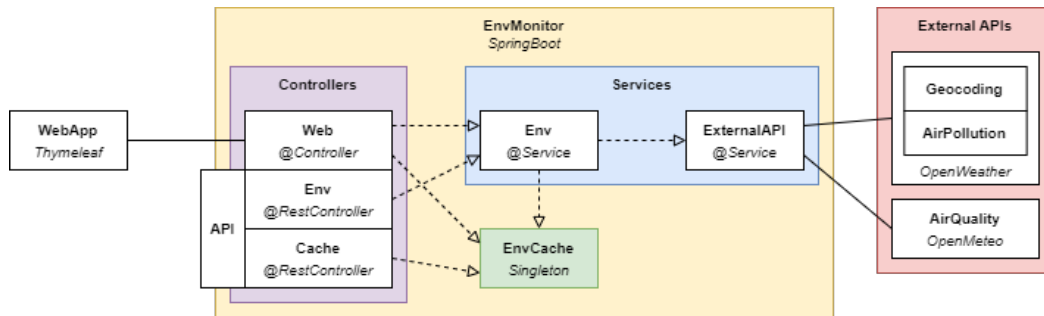 EnvMonitor
SpringBoot
External APIs
Controllers
Services
Geocoding
AirPollution
OpenWeather
WebApp
Thymeleaf
Web
@Controller
Env
@Service
ExternalAPI
@Service
API
Env
@RestController
Cache
@RestController
EnvCache
Singleton
AirQuality
OpenMeteo